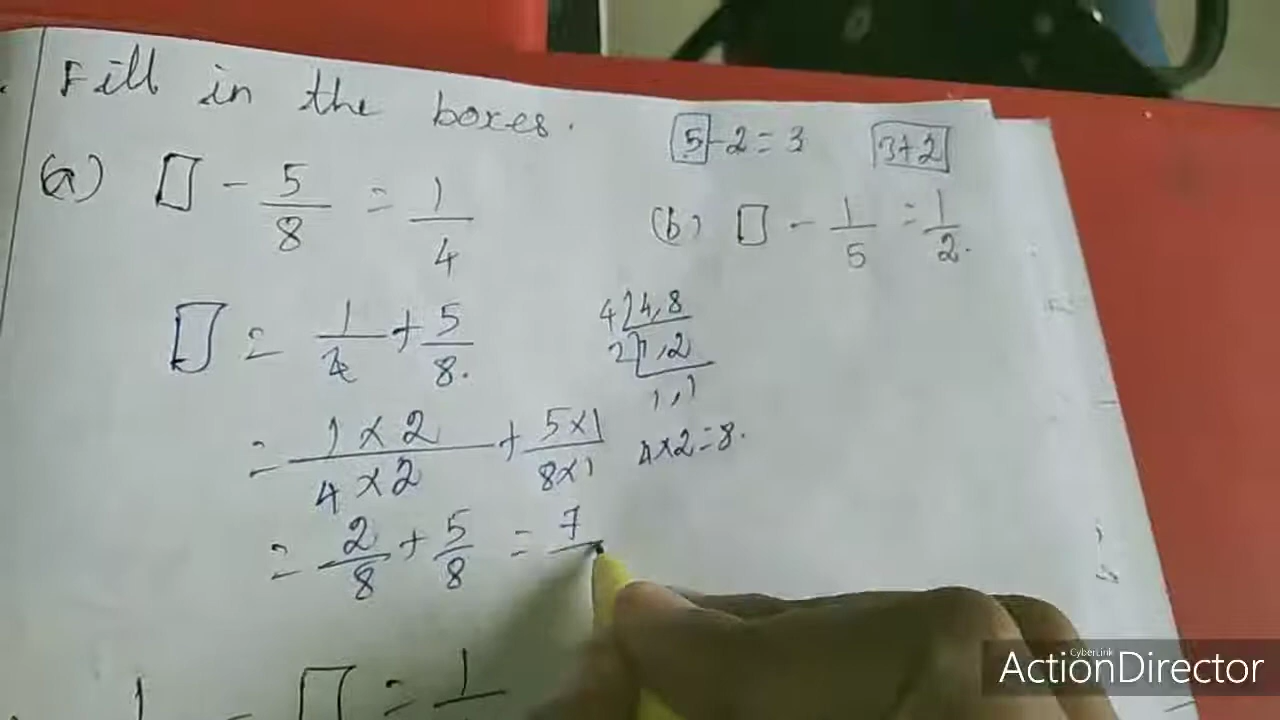 Fill in the boxes.
5 - 2 = 3   3+2
(a) □ - 5/8 = 1/4
(b) □ - 1/5 = 1/2.
□ = 1/4 + 5/8.
4) 4, 8
2) 1, 2
1, 1
= 1 × 2 / 4 × 2 + 5×1 / 8×1
4×2=8.
= 2/8 + 5/8 = 7
- □ = 1
CyberLink
ActionDirector